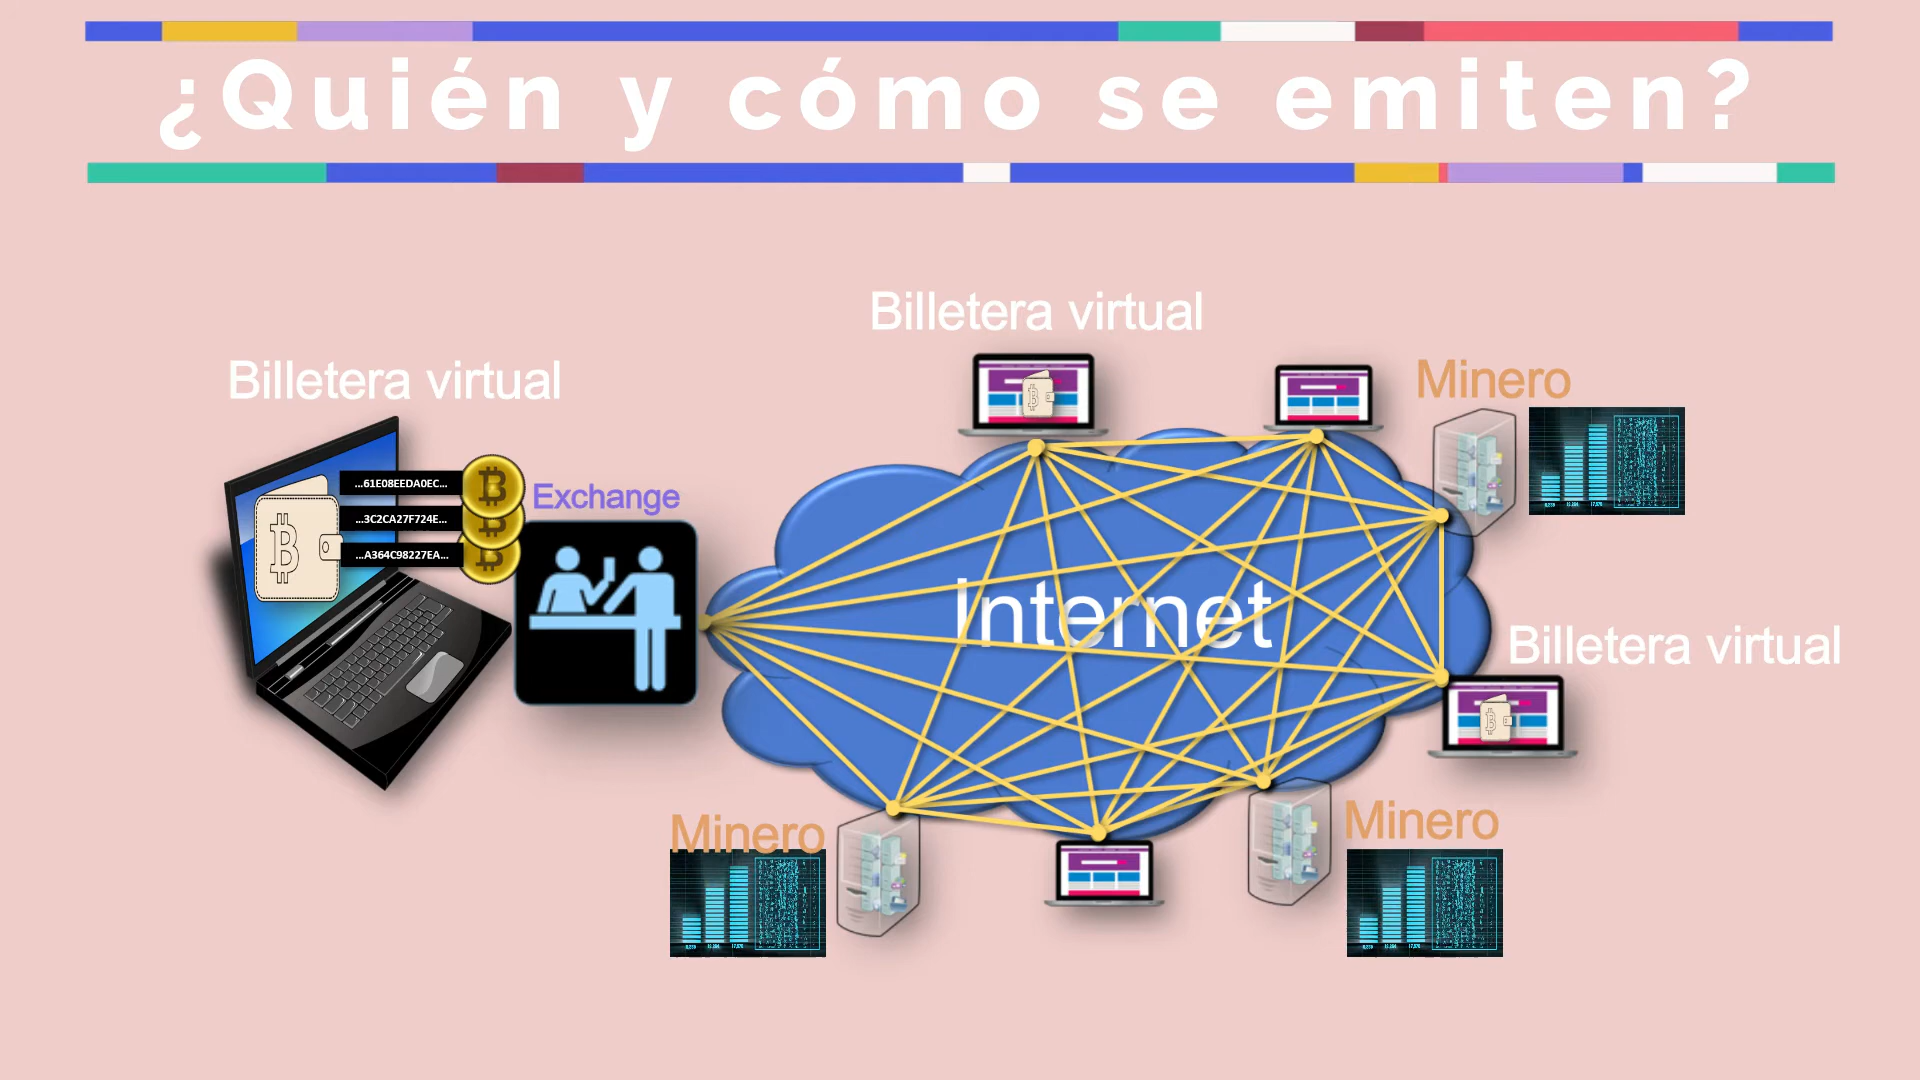 ¿Quién y cómo se emiten?
Billetera virtual
Billetera virtual
Minero
...61E08EEDA0EC...
...3C2CA27F724E...
...A364C98227EA...
Exchange
Internet
Billetera virtual
Minero
Minero